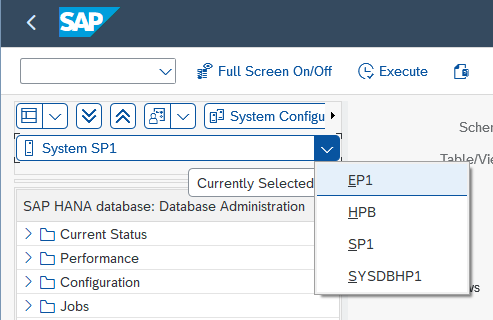 SAP
Full Screen On/Off
Execute
System Configu
System SP1
Sche
Currently Selected
EP1
Table/Vie
SAP HANA database: Database Administration
HPB
Current Status
SP1
Performance
SYSDBHP1
Configuration
ws
Jobs